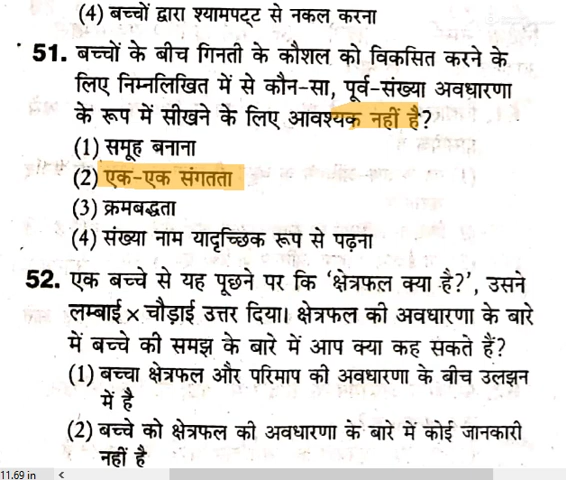 (4) बच्चों द्वारा श्यामपट्ट से नकल करना
51. बच्चों के बीच गिनती के कौशल को विकसित करने के
लिए निम्नलिखित में से कौन-सा, पूर्व-संख्या अवधारणा
के रूप में सीखने के लिए आवश्यक नहीं है?
(1) समूह बनाना
(2) एक-एक संगतता
(3) क्रमबद्धता
(4) संख्या नाम यादृच्छिक रूप से पढ़ना
52. एक बच्चे से यह पूछने पर कि 'क्षेत्रफल क्या है?', उसने
लम्बाई × चौड़ाई उत्तर दिया। क्षेत्रफल की अवधारणा के बारे
में बच्चे की समझ के बारे में आप क्या कह सकते हैं?
(1) बच्चा क्षेत्रफल और परिमाप की अवधारणा के बीच उलझन
में है
(2) बच्चे को क्षेत्रफल की अवधारणा के बारे में कोई जानकारी
नहीं है
11.69 in <